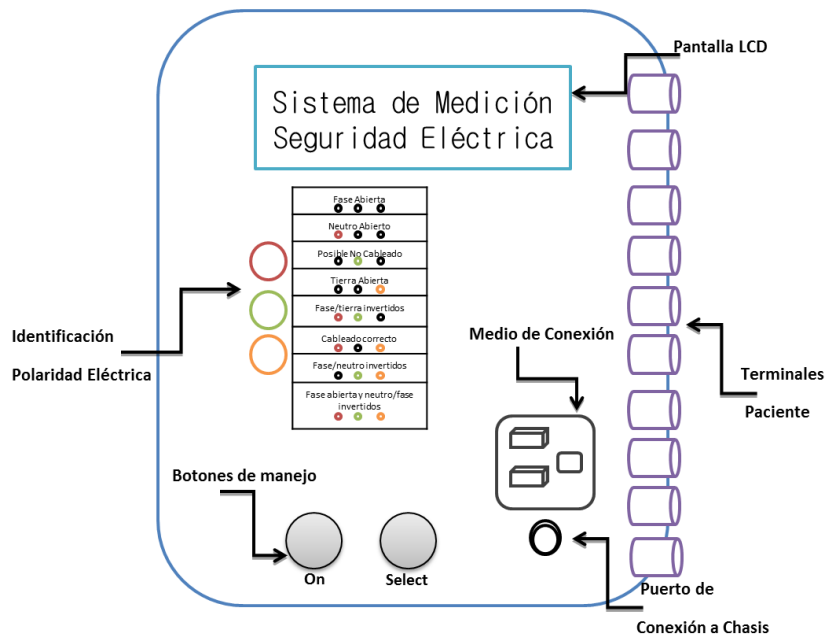 Pantalla LCD
Sistema de Medición
Seguridad Eléctrica
Fase Abierta
Neutro Abierto
Posible No Cableado
Tierra Abierta
Fase/tierra invertidos
Cableado correcto
Fase/neutro invertidos
Fase abierta y neutro/fase
invertidos
Identificación
Polaridad Eléctrica
Medio de Conexión
Terminales
Paciente
Botones de manejo
On
Select
Puerto de
Conexión a Chasis